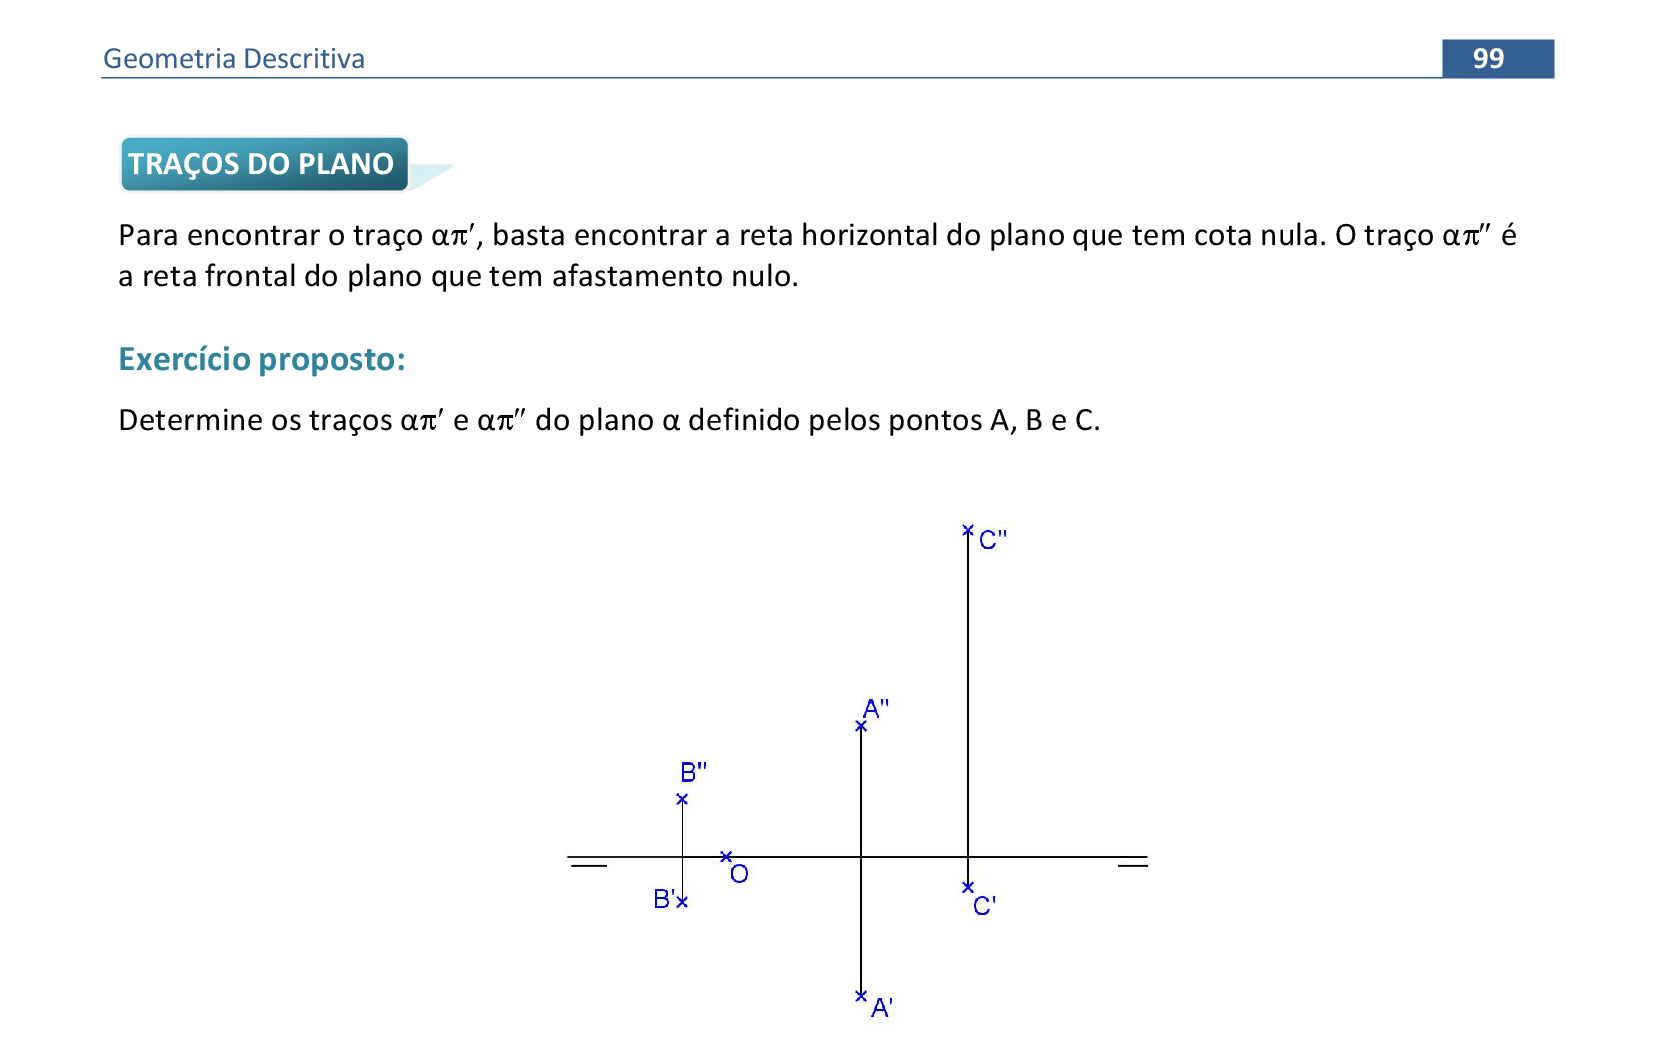 Geometria Descritiva 99
TRAÇOS DO PLANO
Para encontrar o traço απ′, basta encontrar a reta horizontal do plano que tem cota nula. O traço απ″ é
a reta frontal do plano que tem afastamento nulo.
Exercício proposto:
Determine os traços απ′ e απ″ do plano α definido pelos pontos A, B e C.
C"
A"
B"
O
B'
C'
A'